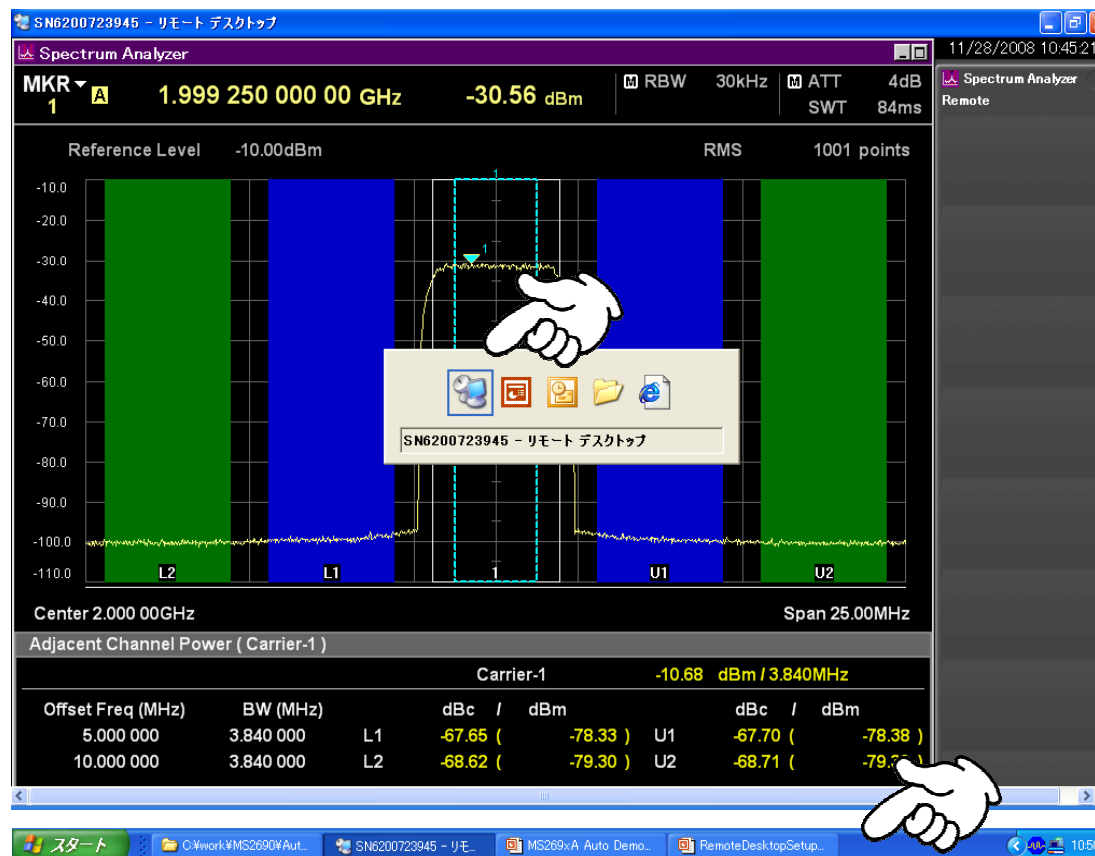 SN6200723945 - リモート デスクトップ
Spectrum Analyzer
11/28/2008 10:45:21
MKR A 1.999 250 000 00 GHz -30.56 dBm M RBW 30kHz M ATT 4dB
1 SWT 84ms
Spectrum Analyzer
Remote
Reference Level -10.00dBm RMS 1001 points
1
-10.0
-20.0
1
-30.0
-40.0
-50.0
-60.0
-70.0
SN6200723945 - リモート デスクトップ
-80.0
-90.0
-100.0
-110.0
L2 L1 1 U1 U2
Center 2.000 00GHz Span 25.00MHz
Adjacent Channel Power ( Carrier-1 )
Carrier-1 -10.68 dBm / 3.840MHz
Offset Freq (MHz) BW (MHz) dBc / dBm dBc / dBm
5.000 000 3.840 000 L1 -67.65 ( -78.33 ) U1 -67.70 ( -78.38 )
10.000 000 3.840 000 L2 -68.62 ( -79.30 ) U2 -68.71 (
スタート C:¥work¥MS2690¥Aut... SN6200723945 - リモ... MS269xA Auto Demo... RemoteDesktopSetup...